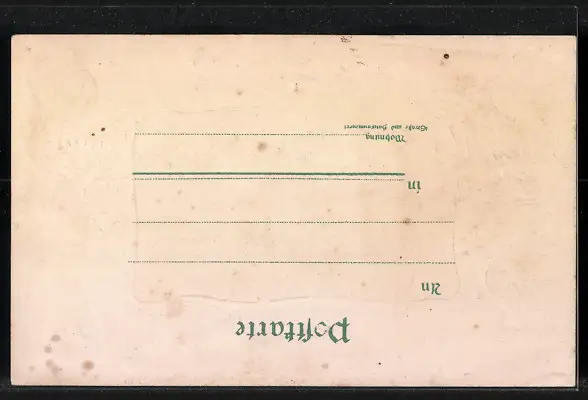 Postkarte
An
in
Wohnung
(Straße und Hausnummer)